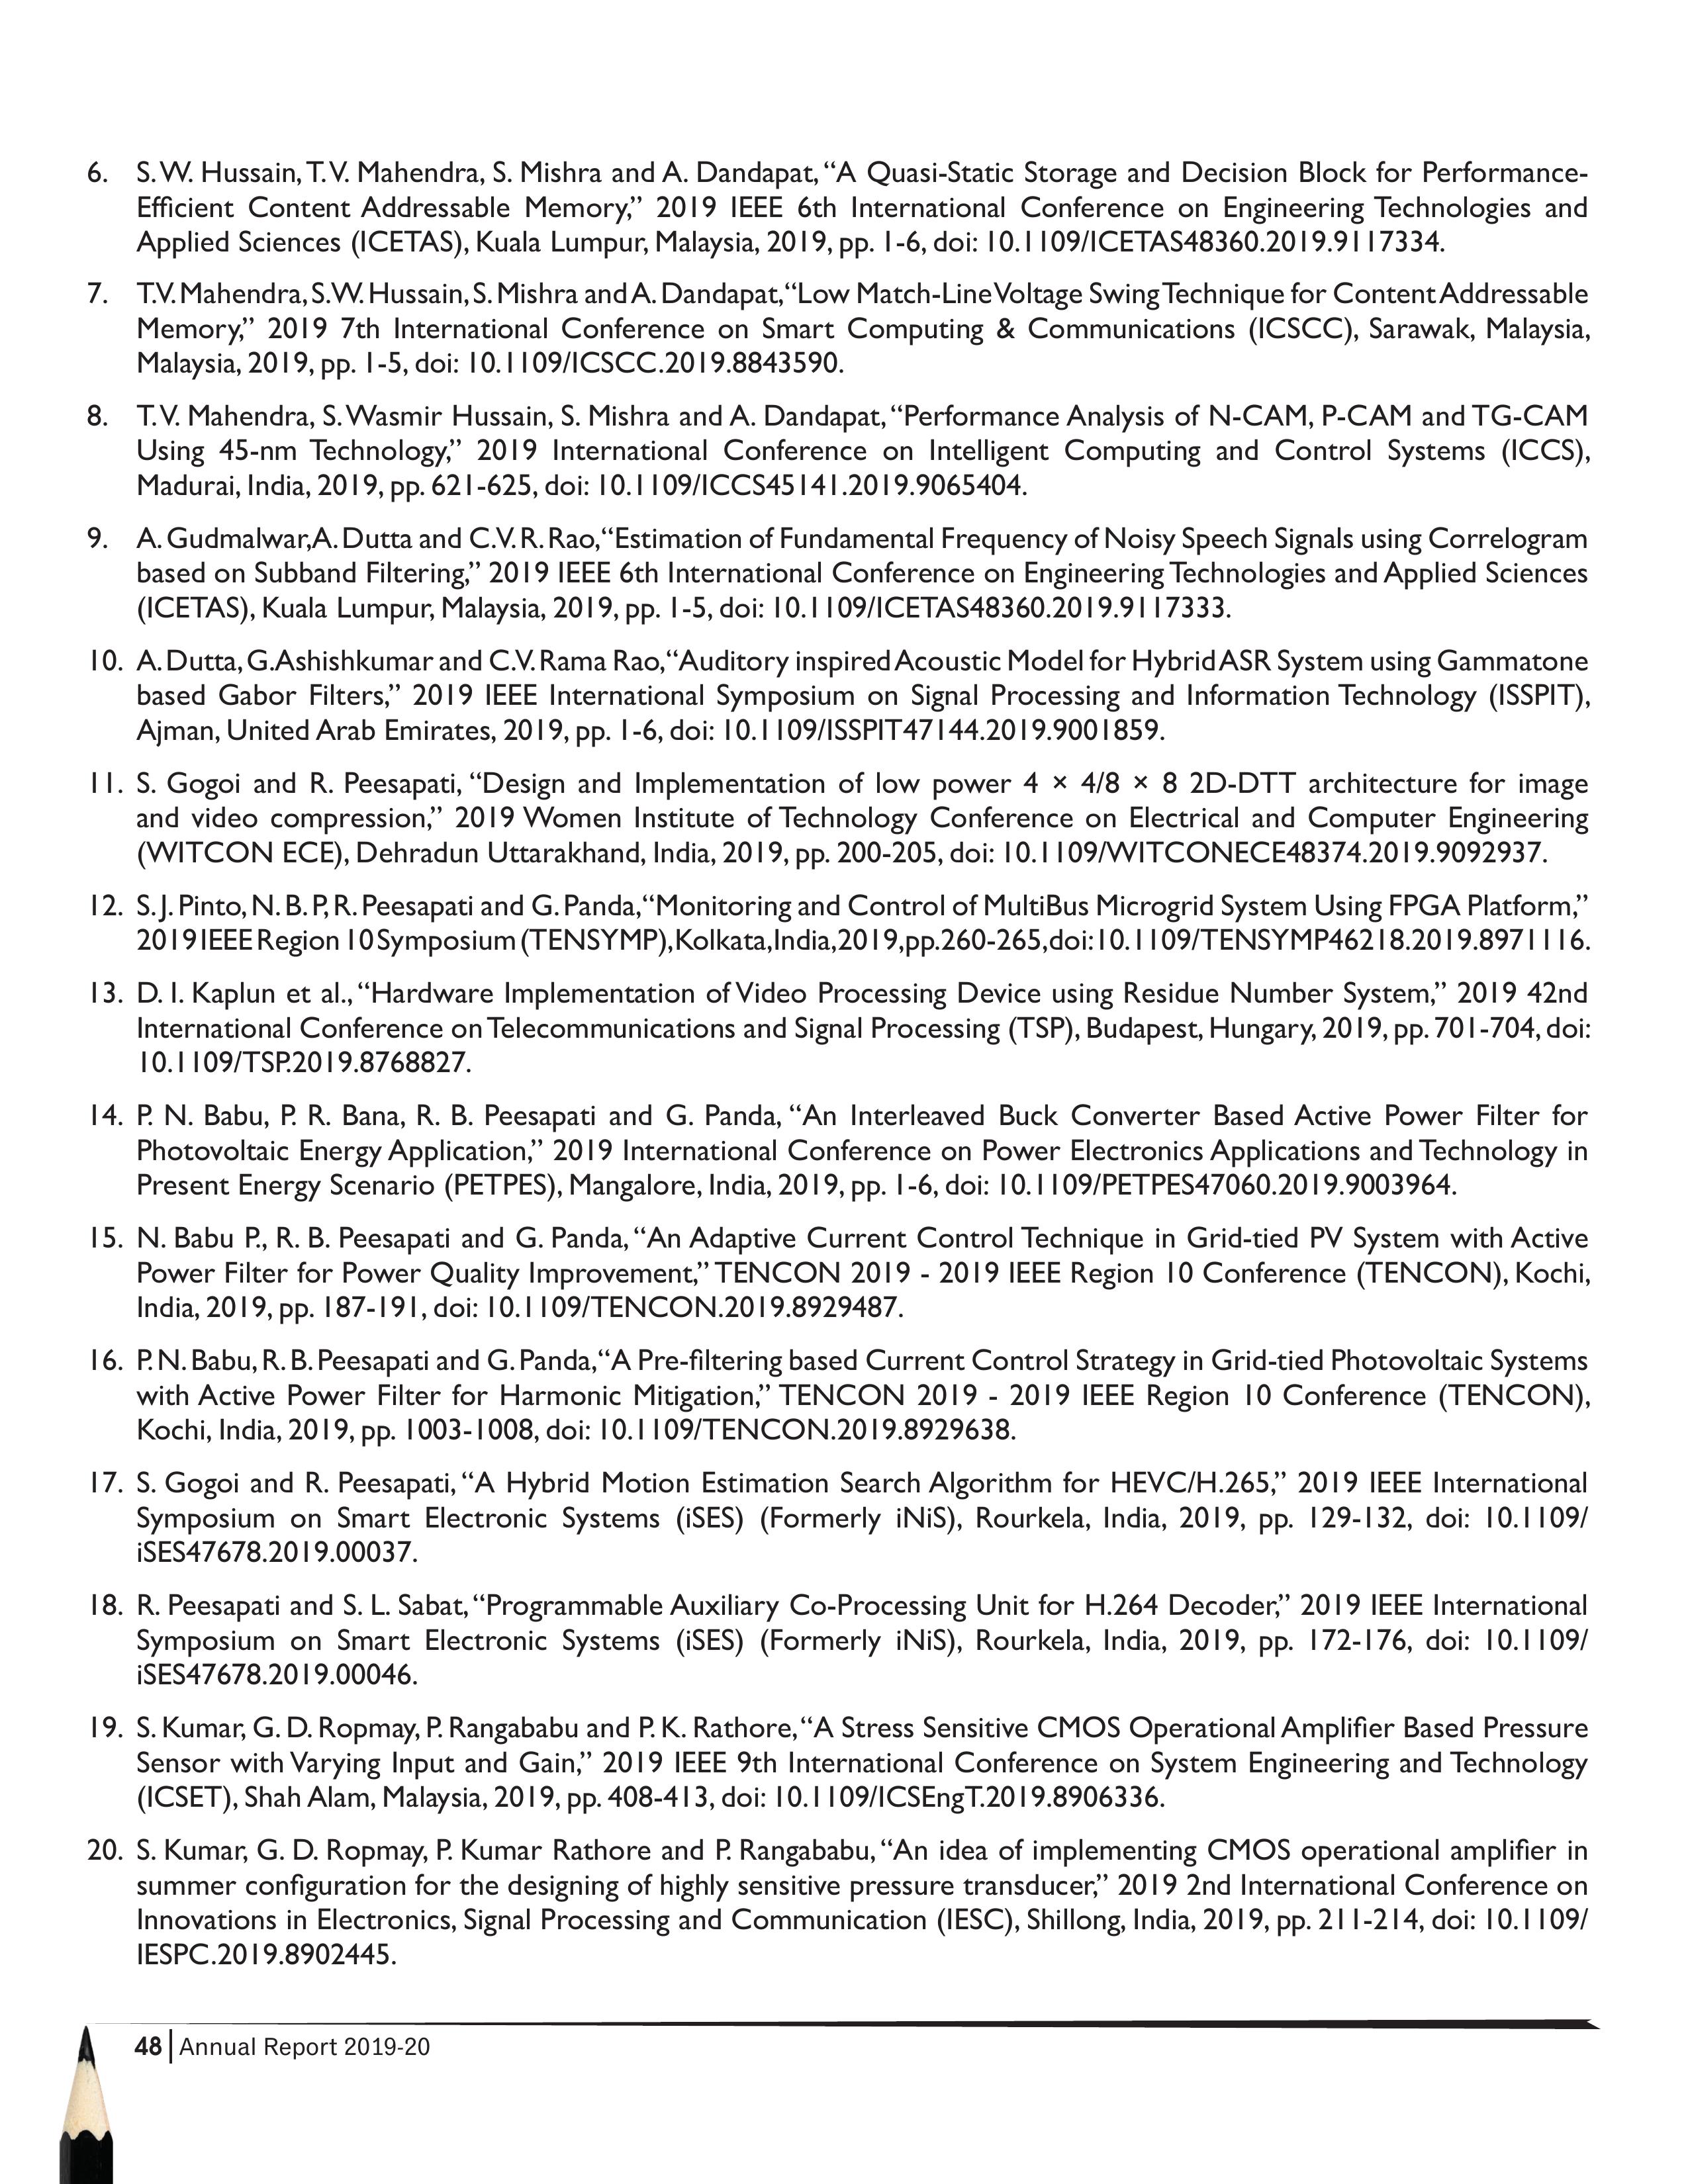 6. S.W. Hussain, T.V. Mahendra, S. Mishra and A. Dandapat, “A Quasi-Static Storage and Decision Block for Performance-
Efficient Content Addressable Memory,” 2019 IEEE 6th International Conference on Engineering Technologies and
Applied Sciences (ICETAS), Kuala Lumpur, Malaysia, 2019, pp. 1-6, doi: 10.1109/ICETAS48360.2019.9117334.
7. T.V. Mahendra, S.W. Hussain, S. Mishra and A. Dandapat, “Low Match-Line Voltage Swing Technique for Content Addressable
Memory,” 2019 7th International Conference on Smart Computing & Communications (ICSCC), Sarawak, Malaysia,
Malaysia, 2019, pp. 1-5, doi: 10.1109/ICSCC.2019.8843590.
8. T.V. Mahendra, S. Wasmir Hussain, S. Mishra and A. Dandapat, “Performance Analysis of N-CAM, P-CAM and TG-CAM
Using 45-nm Technology,” 2019 International Conference on Intelligent Computing and Control Systems (ICCS),
Madurai, India, 2019, pp. 621-625, doi: 10.1109/ICCS45141.2019.9065404.
9. A. Gudmalwar, A. Dutta and C.V. R. Rao, “Estimation of Fundamental Frequency of Noisy Speech Signals using Correlogram
based on Subband Filtering,” 2019 IEEE 6th International Conference on Engineering Technologies and Applied Sciences
(ICETAS), Kuala Lumpur, Malaysia, 2019, pp. 1-5, doi: 10.1109/ICETAS48360.2019.9117333.
10. A. Dutta, G.Ashishkumar and C.V. Rama Rao, “Auditory inspired Acoustic Model for Hybrid ASR System using Gammatone
based Gabor Filters,” 2019 IEEE International Symposium on Signal Processing and Information Technology (ISSPIT),
Ajman, United Arab Emirates, 2019, pp. 1-6, doi: 10.1109/ISSPIT47144.2019.9001859.
11. S. Gogoi and R. Peesapati, “Design and Implementation of low power 4 × 4/8 × 8 2D-DTT architecture for image
and video compression,” 2019 Women Institute of Technology Conference on Electrical and Computer Engineering
(WITCON ECE), Dehradun Uttarakhand, India, 2019, pp. 200-205, doi: 10.1109/WITCONECE48374.2019.9092937.
12. S. J. Pinto, N. B. P, R. Peesapati and G. Panda, “Monitoring and Control of MultiBus Microgrid System Using FPGA Platform,”
2019 IEEE Region 10 Symposium (TENSYMP), Kolkata, India, 2019, pp. 260-265, doi: 10.1109/TENSYMP46218.2019.8971116.
13. D. I. Kaplun et al., “Hardware Implementation of Video Processing Device using Residue Number System,” 2019 42nd
International Conference on Telecommunications and Signal Processing (TSP), Budapest, Hungary, 2019, pp. 701-704, doi:
10.1109/TSP.2019.8768827.
14. P. N. Babu, P. R. Bana, R. B. Peesapati and G. Panda, “An Interleaved Buck Converter Based Active Power Filter for
Photovoltaic Energy Application,” 2019 International Conference on Power Electronics Applications and Technology in
Present Energy Scenario (PETPES), Mangalore, India, 2019, pp. 1-6, doi: 10.1109/PETPES47060.2019.9003964.
15. N. Babu P., R. B. Peesapati and G. Panda, “An Adaptive Current Control Technique in Grid-tied PV System with Active
Power Filter for Power Quality Improvement,” TENCON 2019 - 2019 IEEE Region 10 Conference (TENCON), Kochi,
India, 2019, pp. 187-191, doi: 10.1109/TENCON.2019.8929487.
16. P. N. Babu, R. B. Peesapati and G. Panda, “A Pre-filtering based Current Control Strategy in Grid-tied Photovoltaic Systems
with Active Power Filter for Harmonic Mitigation,” TENCON 2019 - 2019 IEEE Region 10 Conference (TENCON),
Kochi, India, 2019, pp. 1003-1008, doi: 10.1109/TENCON.2019.8929638.
17. S. Gogoi and R. Peesapati, “A Hybrid Motion Estimation Search Algorithm for HEVC/H.265,” 2019 IEEE International
Symposium on Smart Electronic Systems (iSES) (Formerly iNiS), Rourkela, India, 2019, pp. 129-132, doi: 10.1109/
iSES47678.2019.00037.
18. R. Peesapati and S. L. Sabat, “Programmable Auxiliary Co-Processing Unit for H.264 Decoder,” 2019 IEEE International
Symposium on Smart Electronic Systems (iSES) (Formerly iNiS), Rourkela, India, 2019, pp. 172-176, doi: 10.1109/
iSES47678.2019.00046.
19. S. Kumar, G. D. Ropmay, P. Rangababu and P. K. Rathore, “A Stress Sensitive CMOS Operational Amplifier Based Pressure
Sensor with Varying Input and Gain,” 2019 IEEE 9th International Conference on System Engineering and Technology
(ICSET), Shah Alam, Malaysia, 2019, pp. 408-413, doi: 10.1109/ICSEngT.2019.8906336.
20. S. Kumar, G. D. Ropmay, P. Kumar Rathore and P. Rangababu, “An idea of implementing CMOS operational amplifier in
summer configuration for the designing of highly sensitive pressure transducer,” 2019 2nd International Conference on
Innovations in Electronics, Signal Processing and Communication (IESC), Shillong, India, 2019, pp. 211-214, doi: 10.1109/
IESPC.2019.8902445.
48 Annual Report 2019-20